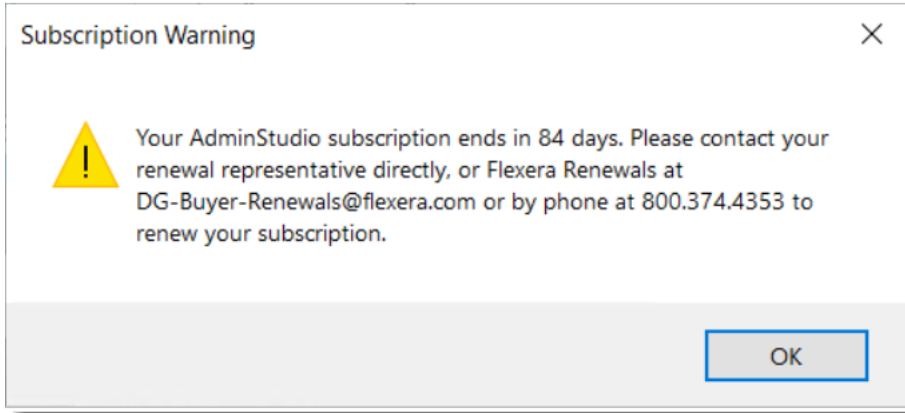 Subscription Warning
Your AdminStudio subscription ends in 84 days. Please contact your
renewal representative directly, or Flexera Renewals at
DG-Buyer-Renewals@flexera.com or by phone at 800.374.4353 to
renew your subscription.
OK